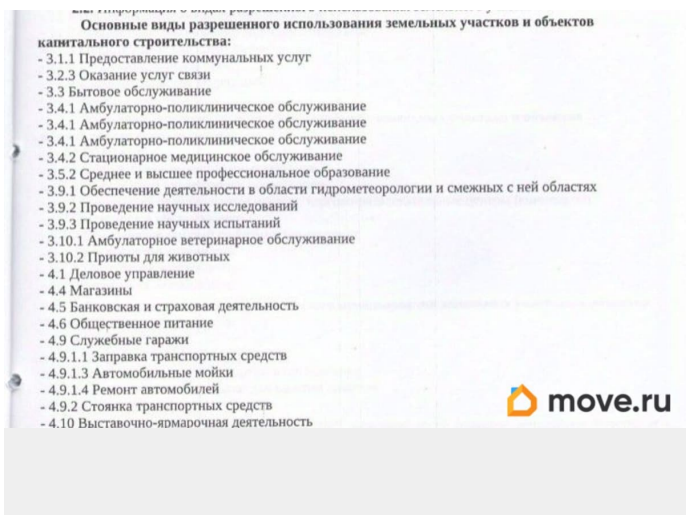 2.2. Информация о видах разрешенного использования земельного
Основные виды разрешенного использования земельных участков и объектов
капитального строительства:
- 3.1.1 Предоставление коммунальных услуг
- 3.2.3 Оказание услуг связи
- 3.3 Бытовое обслуживание
- 3.4.1 Амбулаторно-поликлиническое обслуживание
- 3.4.1 Амбулаторно-поликлиническое обслуживание
- 3.4.1 Амбулаторно-поликлиническое обслуживание
- 3.4.2 Стационарное медицинское обслуживание
- 3.5.2 Среднее и высшее профессиональное образование
- 3.9.1 Обеспечение деятельности в области гидрометеорологии и смежных с ней областях
- 3.9.2 Проведение научных исследований
- 3.9.3 Проведение научных испытаний
- 3.10.1 Амбулаторное ветеринарное обслуживание
- 3.10.2 Приюты для животных
- 4.1 Деловое управление
- 4.4 Магазины
- 4.5 Банковская и страховая деятельность
- 4.6 Общественное питание
- 4.9 Служебные гаражи
- 4.9.1.1 Заправка транспортных средств
- 4.9.1.3 Автомобильные мойки
- 4.9.1.4 Ремонт автомобилей
- 4.9.2 Стоянка транспортных средств
- 4.10 Выставочно-ярмарочная деятельность
move.ru